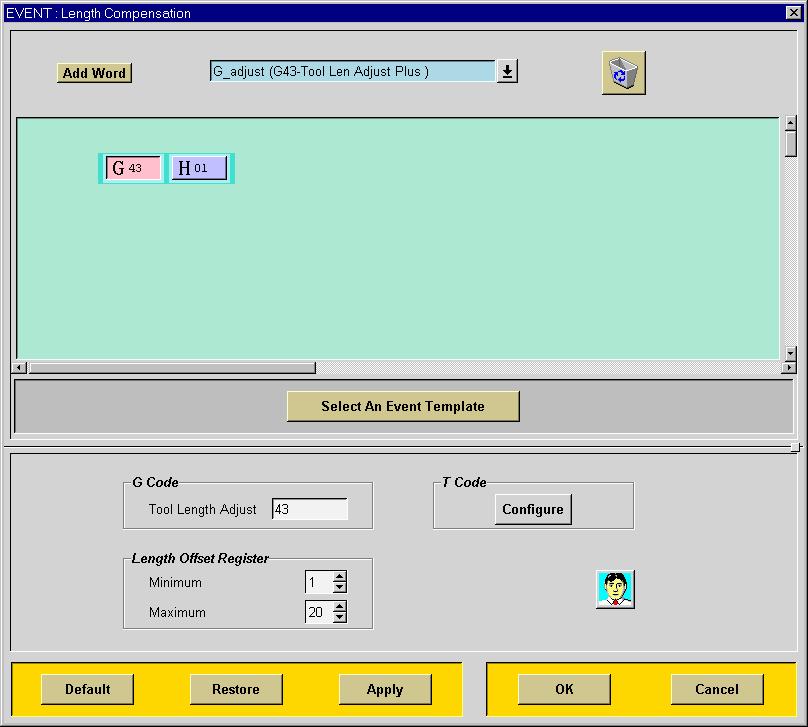 EVENT : Length Compensation
Add Word
G_adjust (G43-Tool Len Adjust Plus )
G 43 H 01
Select An Event Template
G Code
Tool Length Adjust 43
T Code
Configure
Length Offset Register
Minimum 1
Maximum 20
Default Restore Apply OK Cancel